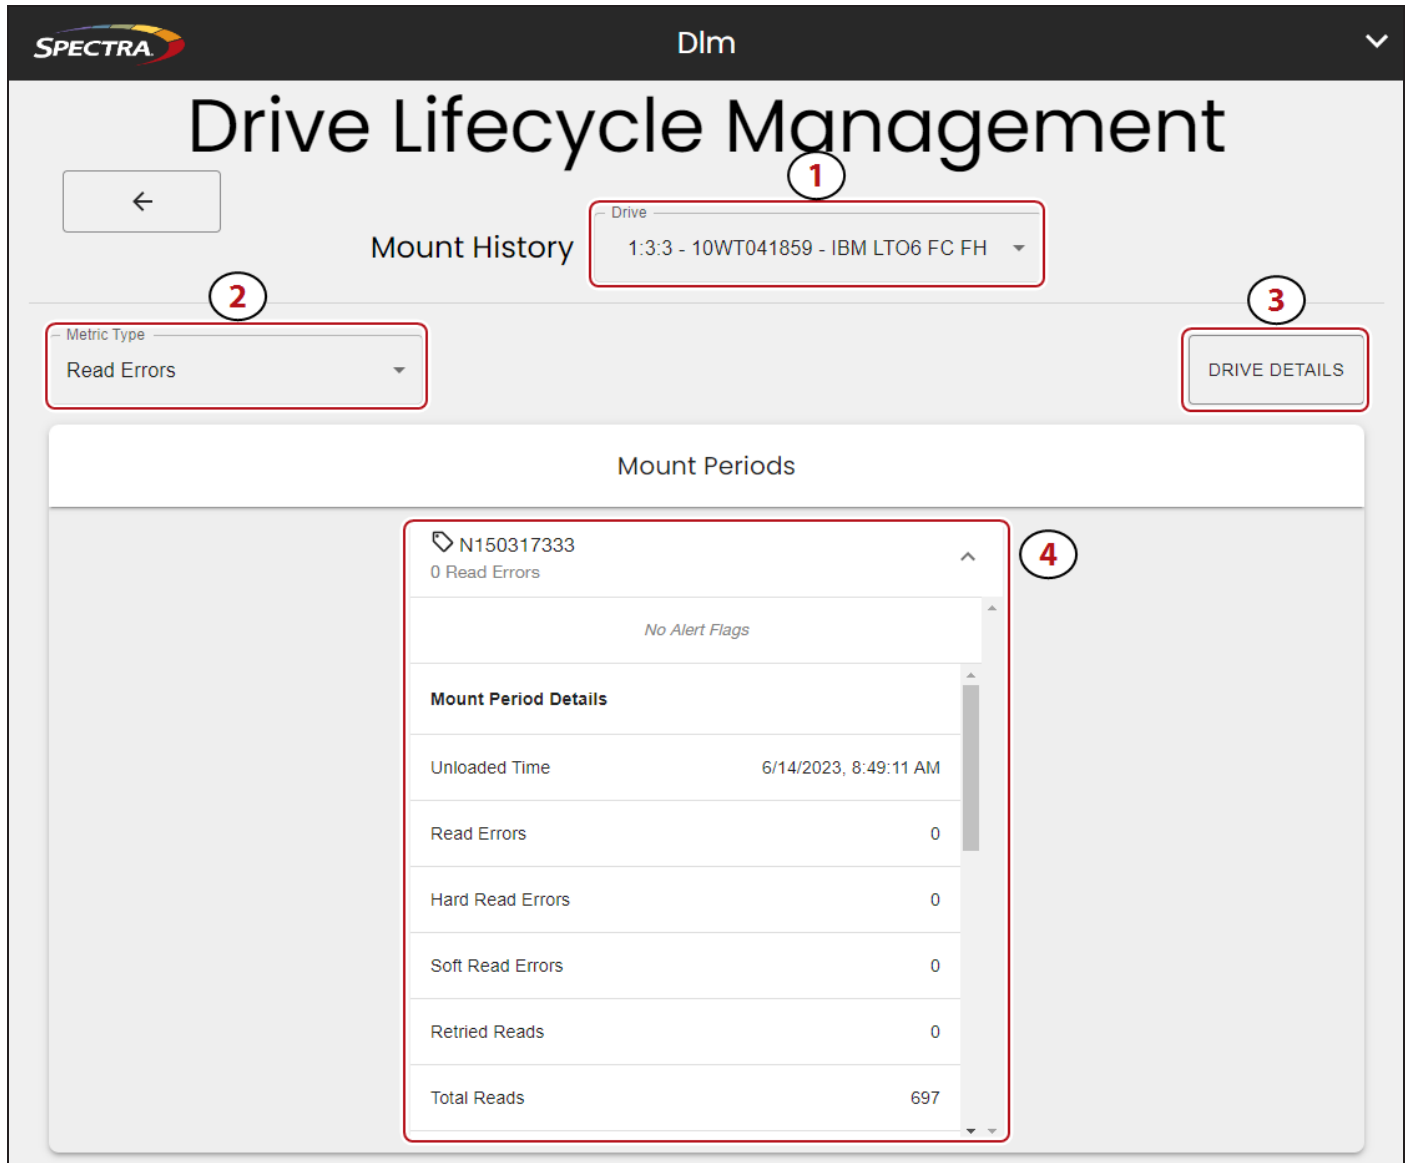 SPECTRA
Dlm
Drive Lifecycle Management
1
Drive
Mount History
1:3:3 - 10WT041859 - IBM LTO6 FC FH
2
3
Metric Type
Read Errors
DRIVE DETAILS
Mount Periods
N150317333
4
0 Read Errors
No Alert Flags
Mount Period Details
Unloaded Time 6/14/2023, 8:49:11 AM
Read Errors 0
Hard Read Errors 0
Soft Read Errors 0
Retried Reads 0
Total Reads 697